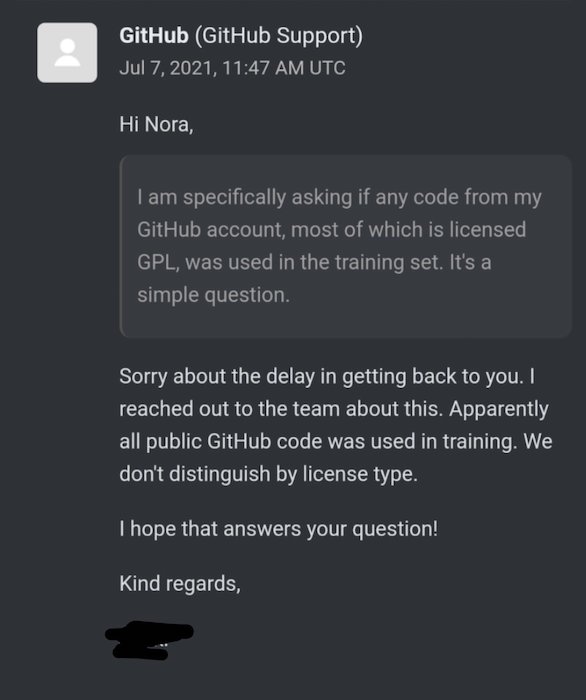 GitHub (GitHub Support)
Jul 7, 2021, 11:47 AM UTC
Hi Nora,
I am specifically asking if any code from my
GitHub account, most of which is licensed
GPL, was used in the training set. It's a
simple question.
Sorry about the delay in getting back to you. I
reached out to the team about this. Apparently
all public GitHub code was used in training. We
don't distinguish by license type.
I hope that answers your question!
Kind regards,